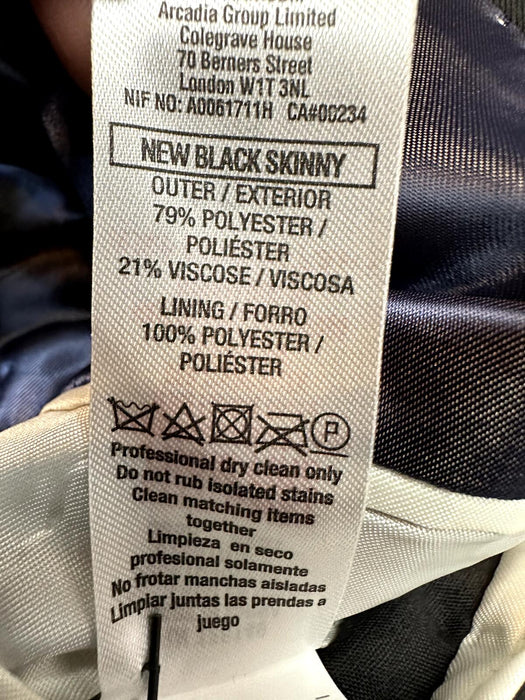 Arcadia Group Limited
Colegrave House
70 Berners Street
London W1T 3NL
NIF NO: A0061711H CA#00234
NEW BLACK SKINNY
OUTER / EXTERIOR
79% POLYESTER /
POLIÉSTER
21% VISCOSE / VISCOSA
LINING / FORRO
100% POLYESTER /
POLIÉSTER
P
Professional dry clean only
Do not rub isolated stains
Clean matching items
together
Limpieza en seco
profesional solamente
No frotar manchas aisladas
Limpiar juntas las prendas a
juego